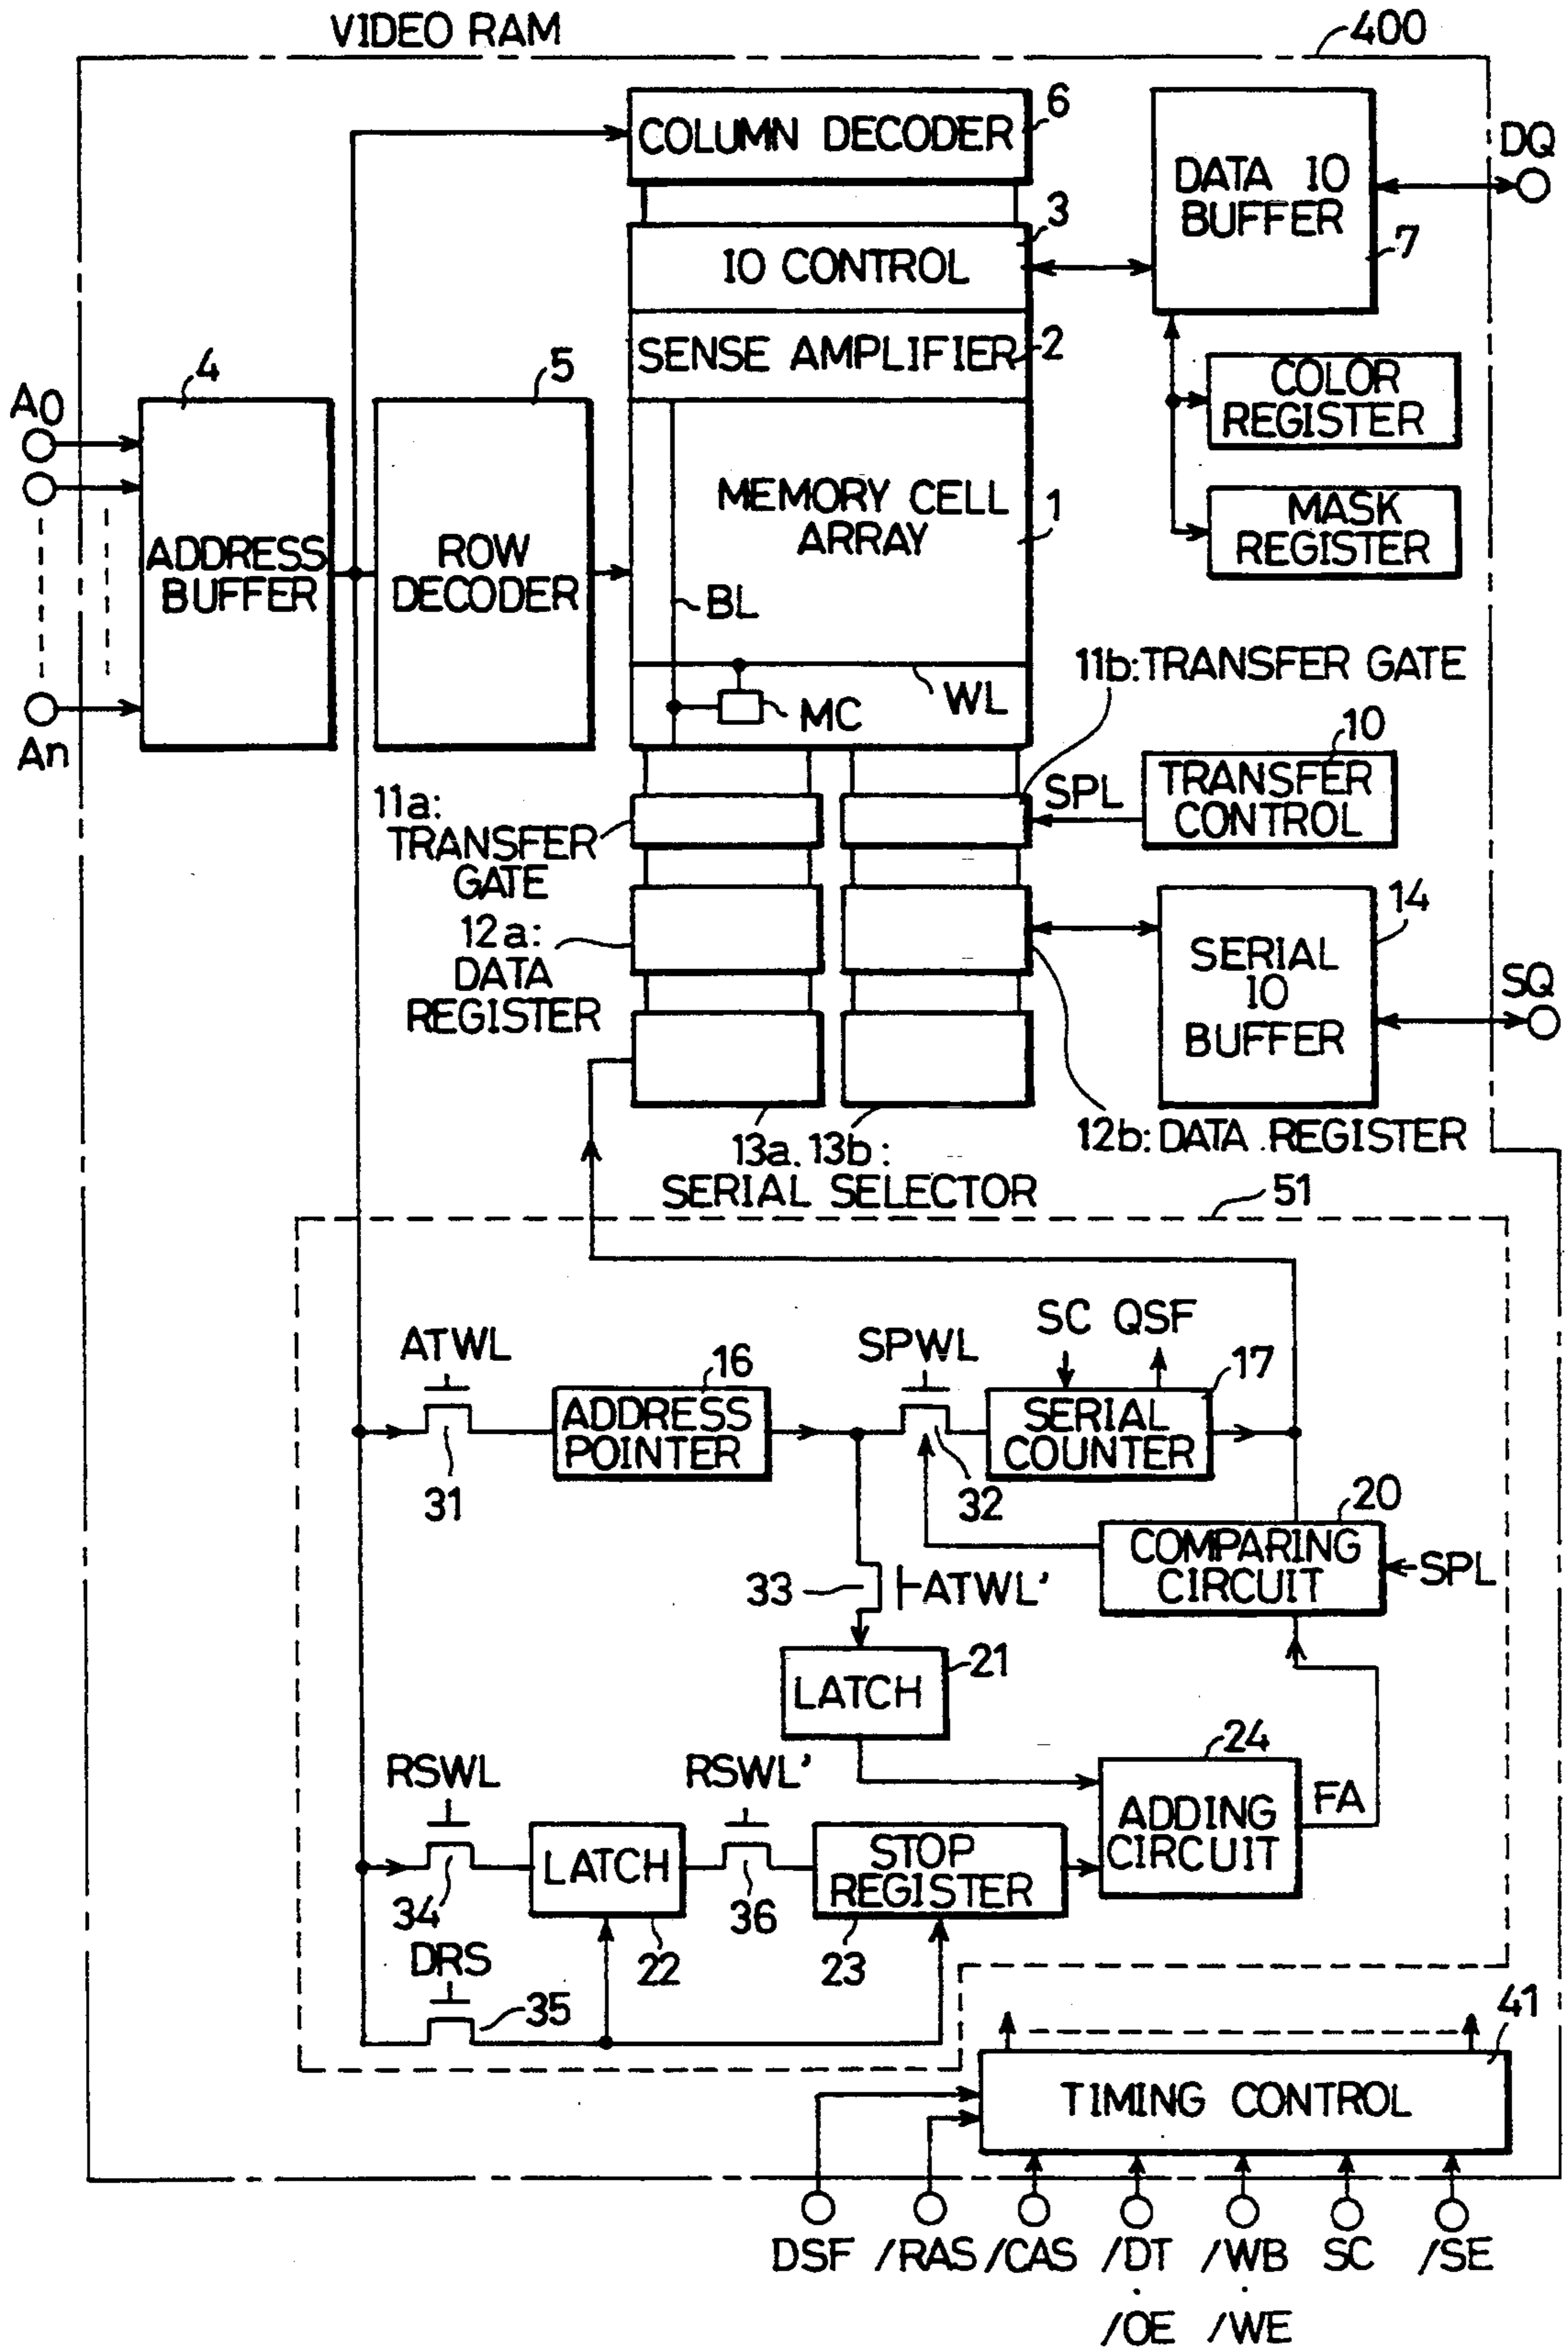 VIDEO RAM
400
COLUMN DECODER
6
DATA IO
BUFFER
7
DQ
IO CONTROL
3
SENSE AMPLIFIER
2
COLOR
REGISTER
MASK
REGISTER
A0
An
4
ADDRESS
BUFFER
5
ROW
DECODER
MEMORY CELL
ARRAY
1
BL
WL
MC
11b: TRANSFER GATE
10
TRANSFER
CONTROL
SPL
11a:
TRANSFER
GATE
12a:
DATA
REGISTER
14
SERIAL
IO
BUFFER
SQ
12b: DATA REGISTER
13a. 13b:
SERIAL SELECTOR
51
ATWL
31
16
ADDRESS
POINTER
SPWL
32
SC QSF
17
SERIAL
COUNTER
20
COMPARING
CIRCUIT
SPL
33
ATWL'
21
LATCH
24
ADDING
CIRCUIT
FA
RSWL
34
LATCH
22
RSWL'
36
STOP
REGISTER
23
DRS
35
41
TIMING CONTROL
DSF /RAS /CAS /DT /WB SC /SE
. .
/OE /WE